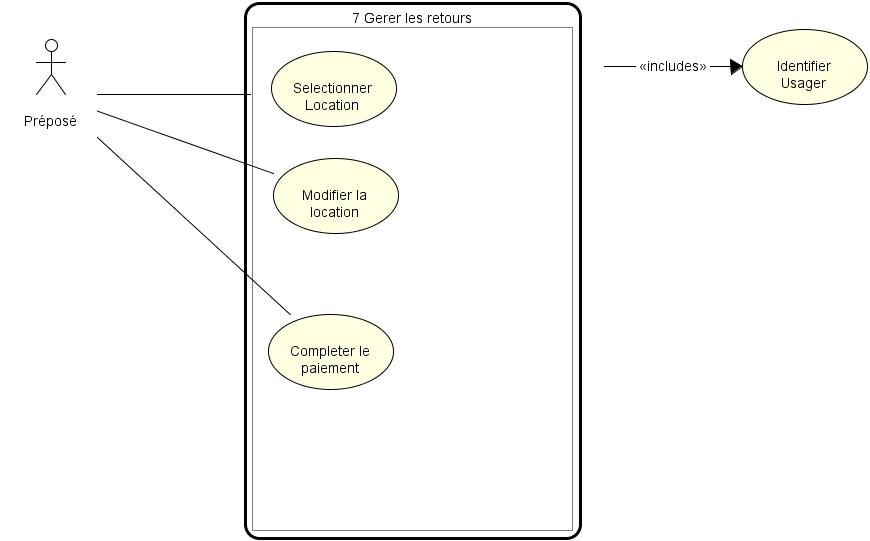 7 Gerer les retours
Préposé
Selectionner
Location
Modifier la
location
Completer le
paiement
«includes»
Identifier
Usager